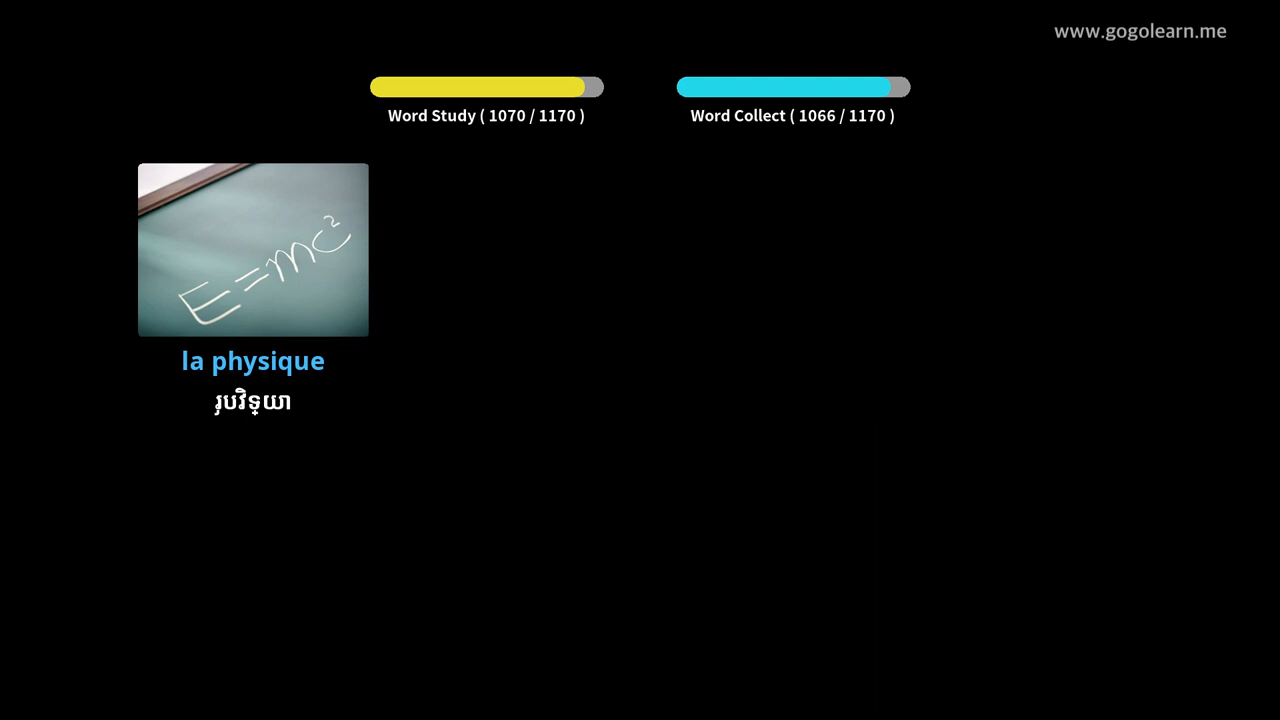 www.gogolearn.me
Word Study ( 1070 / 1170 )
Word Collect ( 1066 / 1170 )
E=mc²
la physique
រូបវិទ្យា